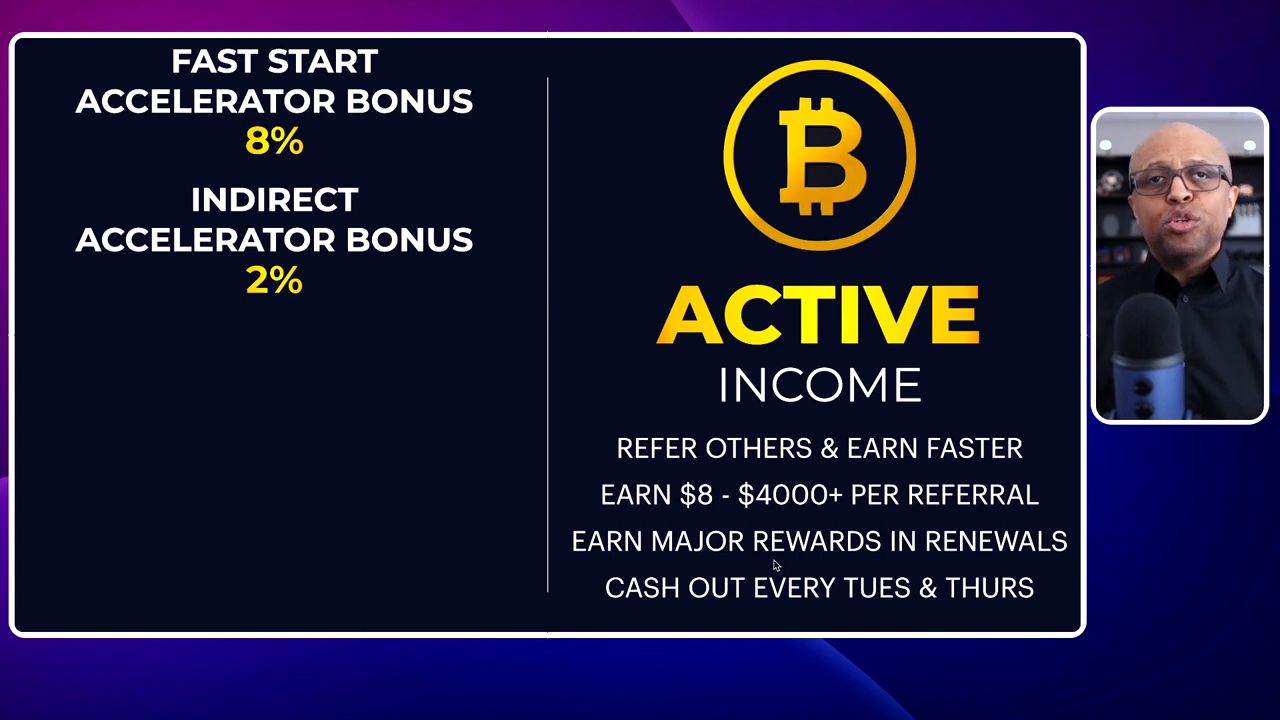 FAST START
ACCELERATOR BONUS
8%
INDIRECT
ACCELERATOR BONUS
2%
ACTIVE
INCOME
REFER OTHERS & EARN FASTER
EARN $8 - $4000+ PER REFERRAL
EARN MAJOR REWARDS IN RENEWALS
CASH OUT EVERY TUES & THURS